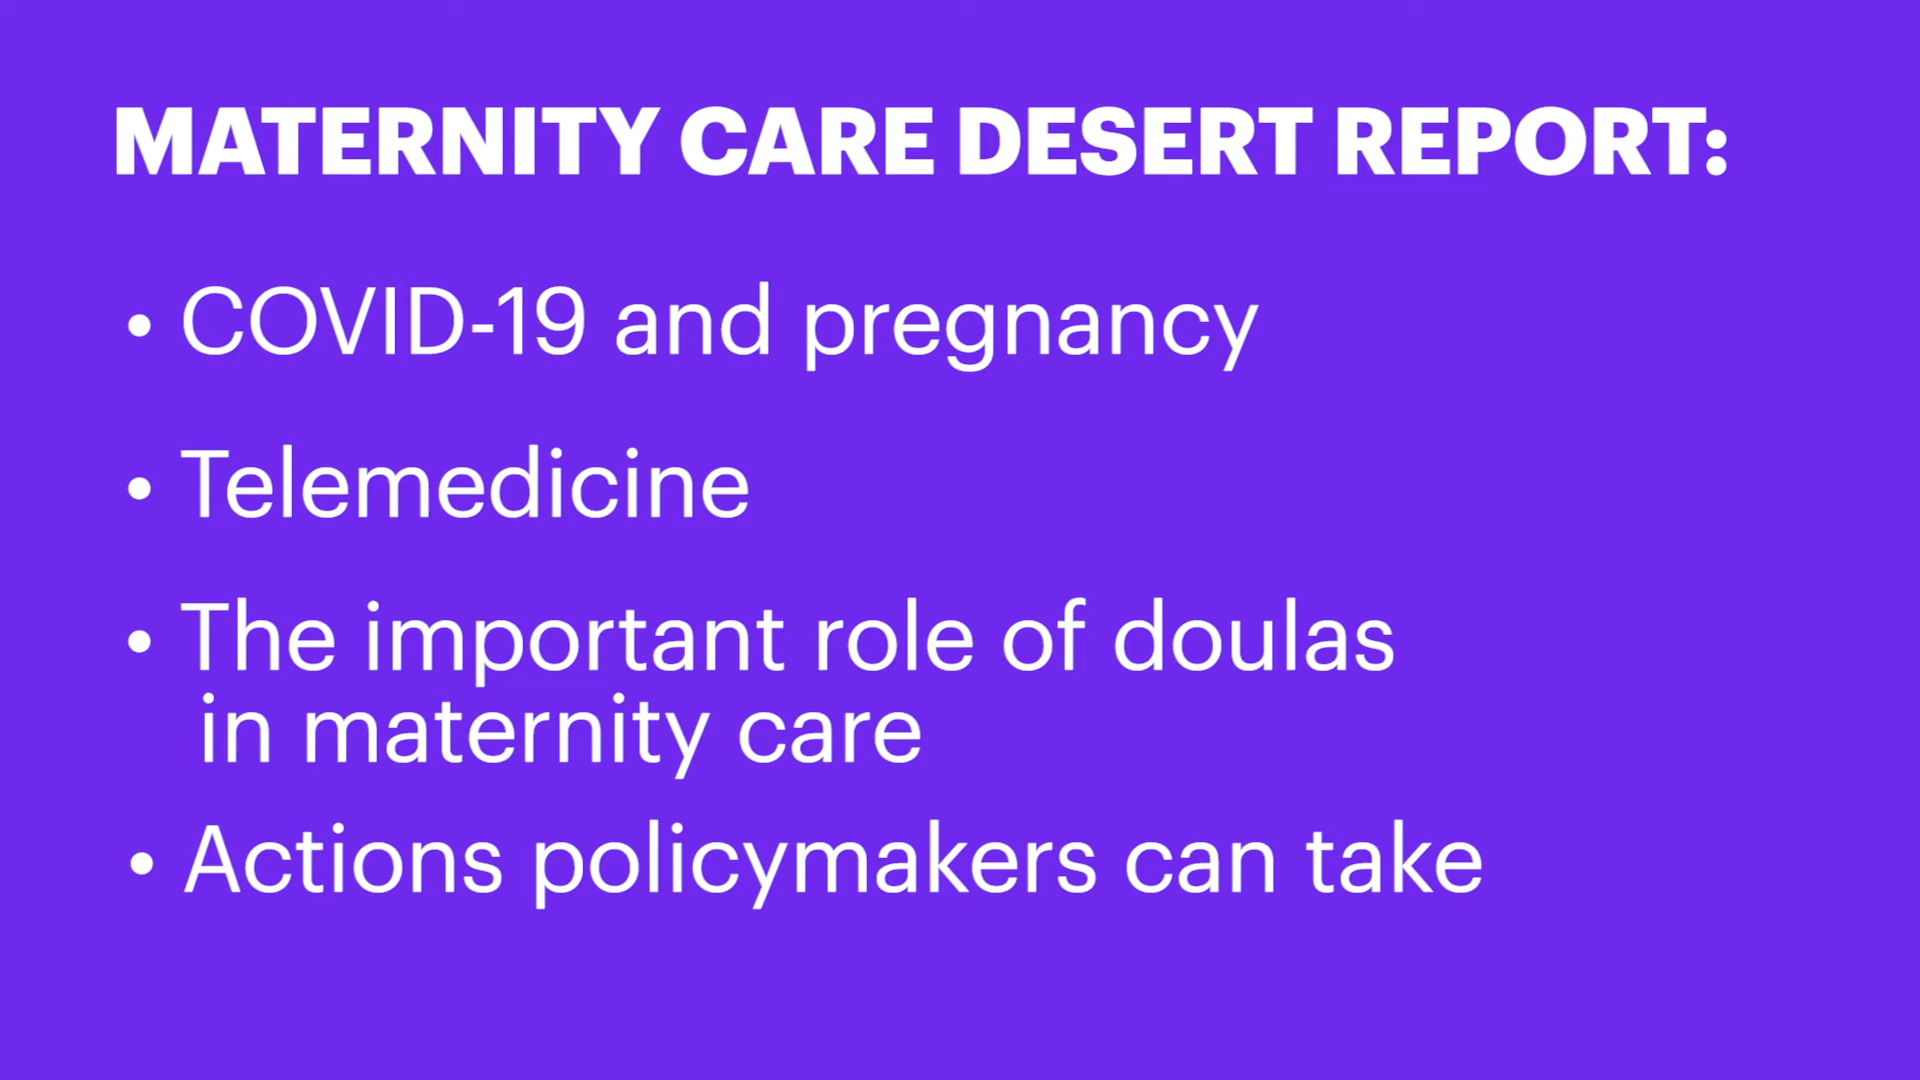 MATERNITY CARE DESERT REPORT:
• COVID-19 and pregnancy
• Telemedicine
• The important role of doulas
in maternity care
• Actions policymakers can take